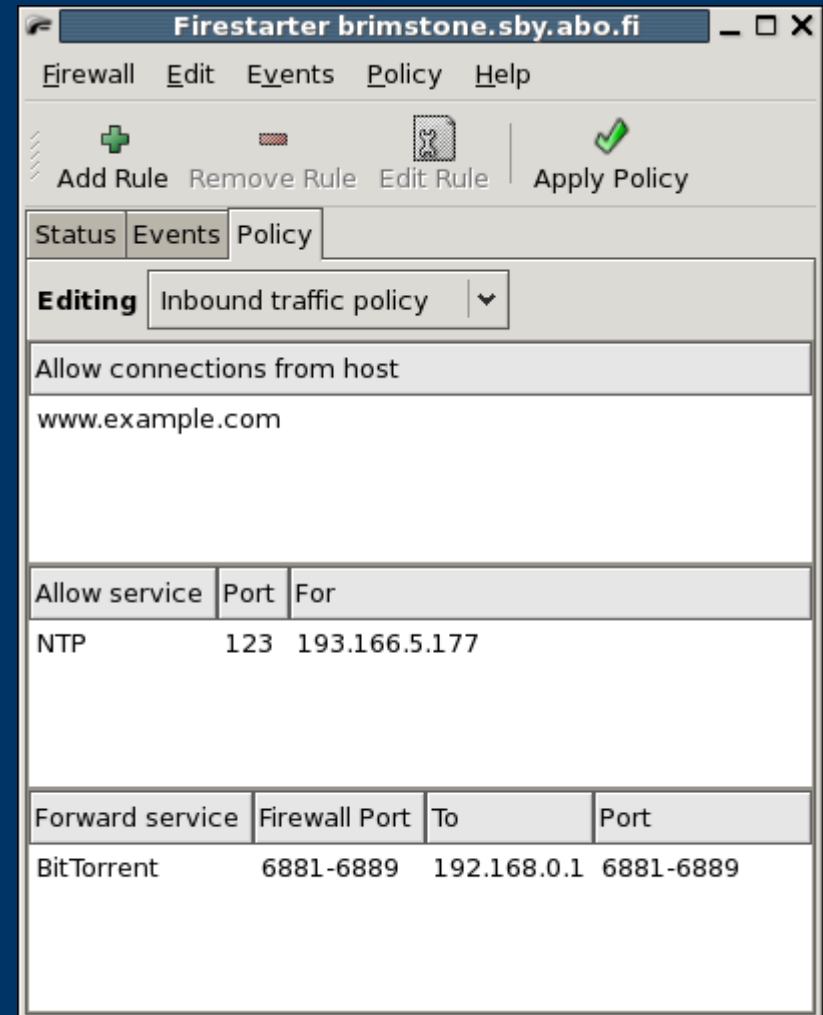 Firestarter brimstone.sby.abo.fi
Firewall Edit Events Policy Help
Add Rule Remove Rule Edit Rule Apply Policy
Status Events Policy
Editing Inbound traffic policy
Allow connections from host
www.example.com
Allow service Port For
NTP 123 193.166.5.177
Forward service Firewall Port To Port
BitTorrent 6881-6889 192.168.0.1 6881-6889